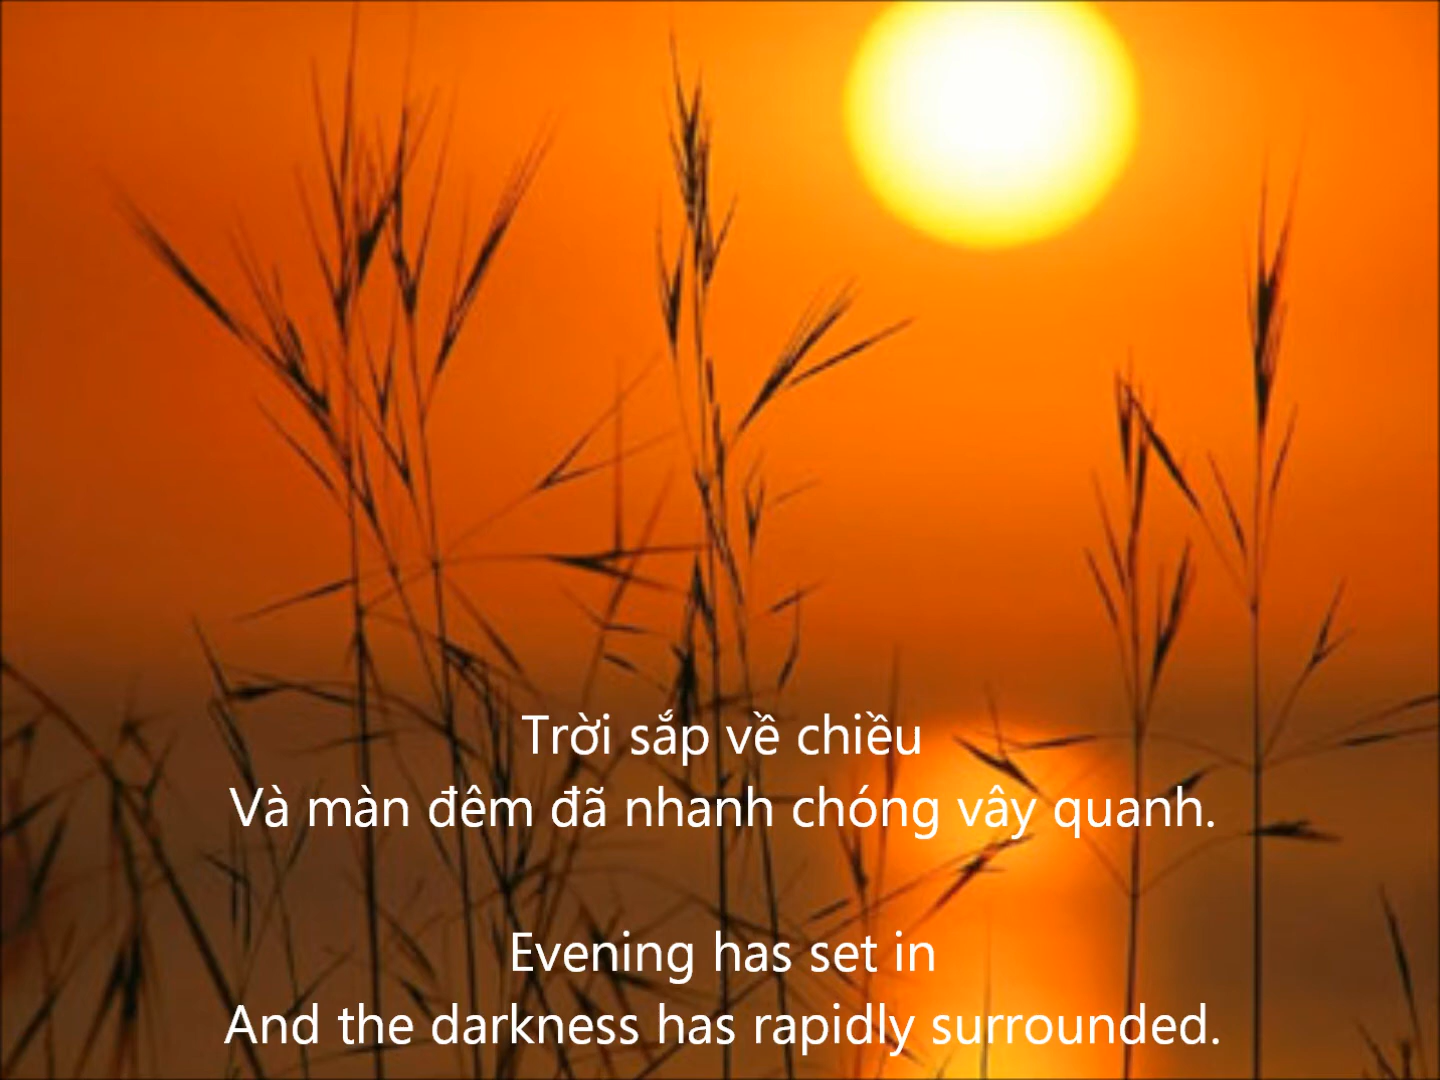 Trời sắp về chiều
Và màn đêm đã nhanh chóng vây quanh.
Evening has set in
And the darkness has rapidly surrounded.